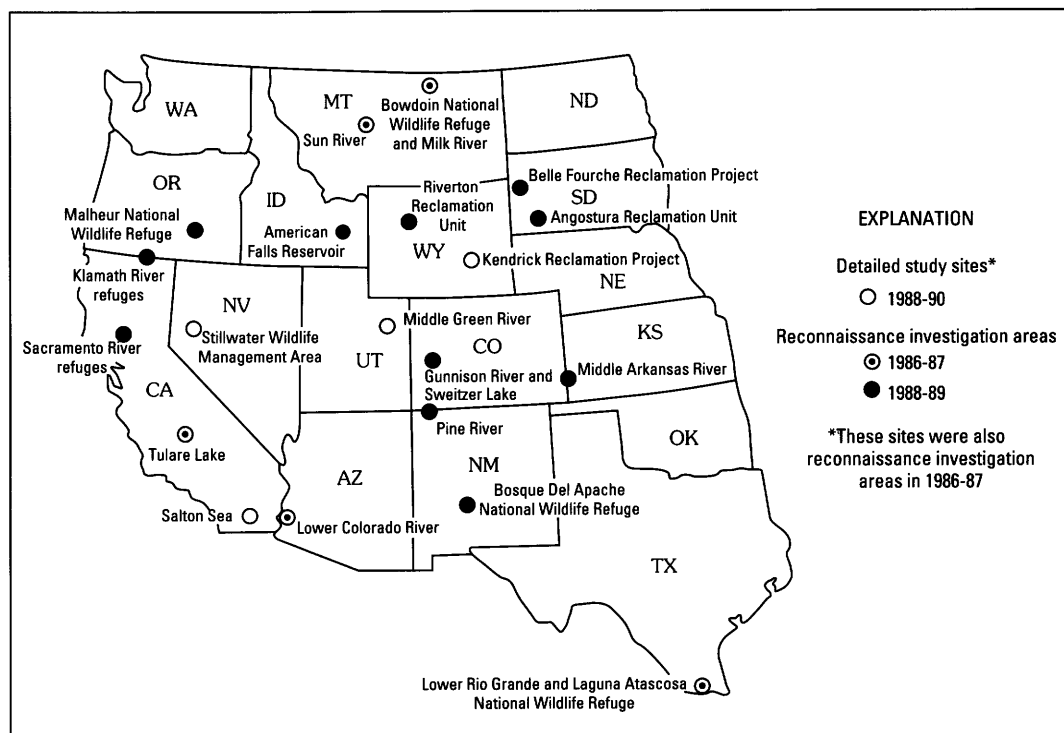 WA
MT
Sun River
Bowdoin National
Wildlife Refuge
and Milk River
ND
OR
Malheur National
Wildlife Refuge
ID
American
Falls Reservoir
Riverton
Reclamation
Unit
WY
Kendrick Reclamation Project
Belle Fourche Reclamation Project
SD
Angostura Reclamation Unit
NE
Klamath River
refuges
NV
Stillwater Wildlife
Management Area
Middle Green River
UT
CO
Gunnison River and
Sweitzer Lake
KS
Middle Arkansas River
Sacramento River
refuges
CA
Tulare Lake
Pine River
OK
AZ
NM
Bosque Del Apache
National Wildlife Refuge
Salton Sea
Lower Colorado River
TX
Lower Rio Grande and Laguna Atascosa
National Wildlife Refuge
EXPLANATION
Detailed study sites*
1988-90
Reconnaissance investigation areas
1986-87
1988-89
*These sites were also
reconnaissance investigation
areas in 1986-87